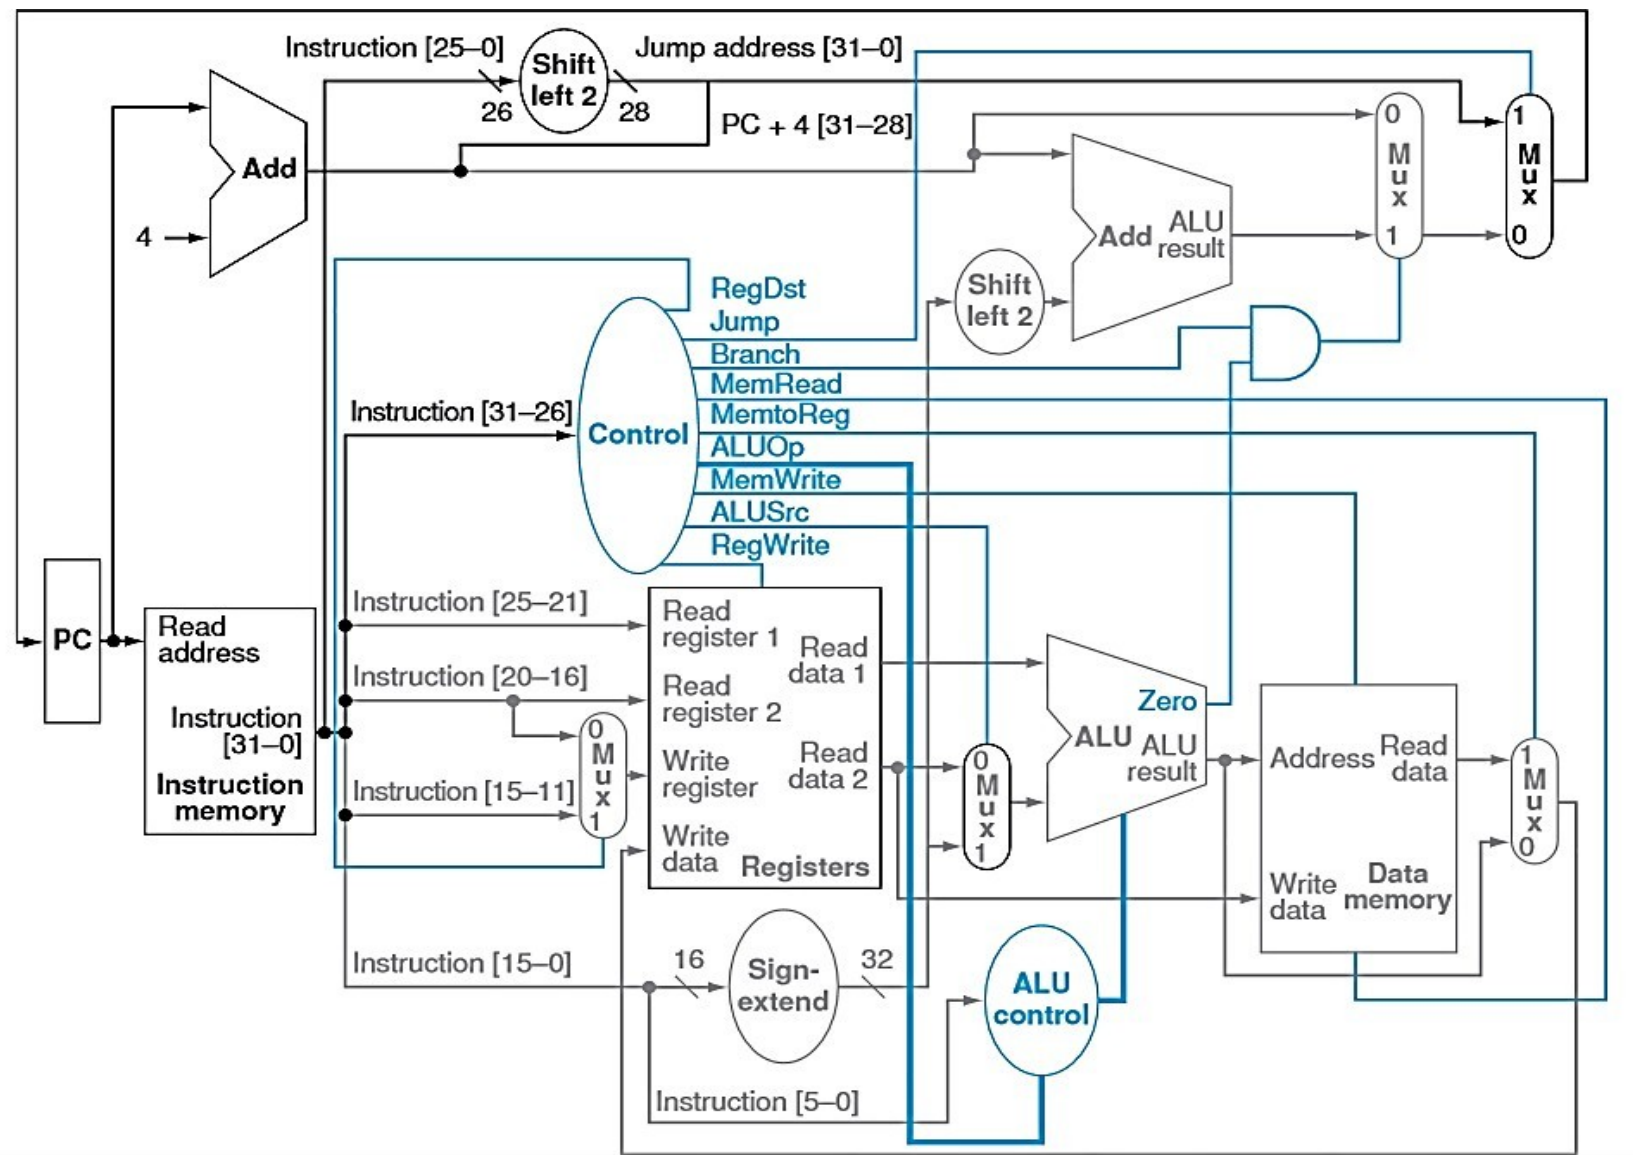 Instruction [25–0]
Shift
left 2
Jump address [31–0]
26
28
PC + 4 [31–28]
Add
4
0
M
u
x
1
1
M
u
x
0
Add
ALU
result
Shift
left 2
RegDst
Jump
Branch
MemRead
MemtoReg
ALUOp
MemWrite
ALUSrc
RegWrite
Instruction [31–26]
Control
PC
Read
address
Instruction
[31–0]
Instruction
memory
Instruction [25–21]
Instruction [20–16]
0
M
u
x
1
Instruction [15–11]
Read
register 1
Read
register 2
Write
register
Write
data
Read
data 1
Read
data 2
Registers
0
M
u
x
1
Zero
ALU
ALU
result
Address
Read
data
Write
data
Data
memory
1
M
u
x
0
Instruction [15–0]
16
Sign-
extend
32
ALU
control
Instruction [5–0]